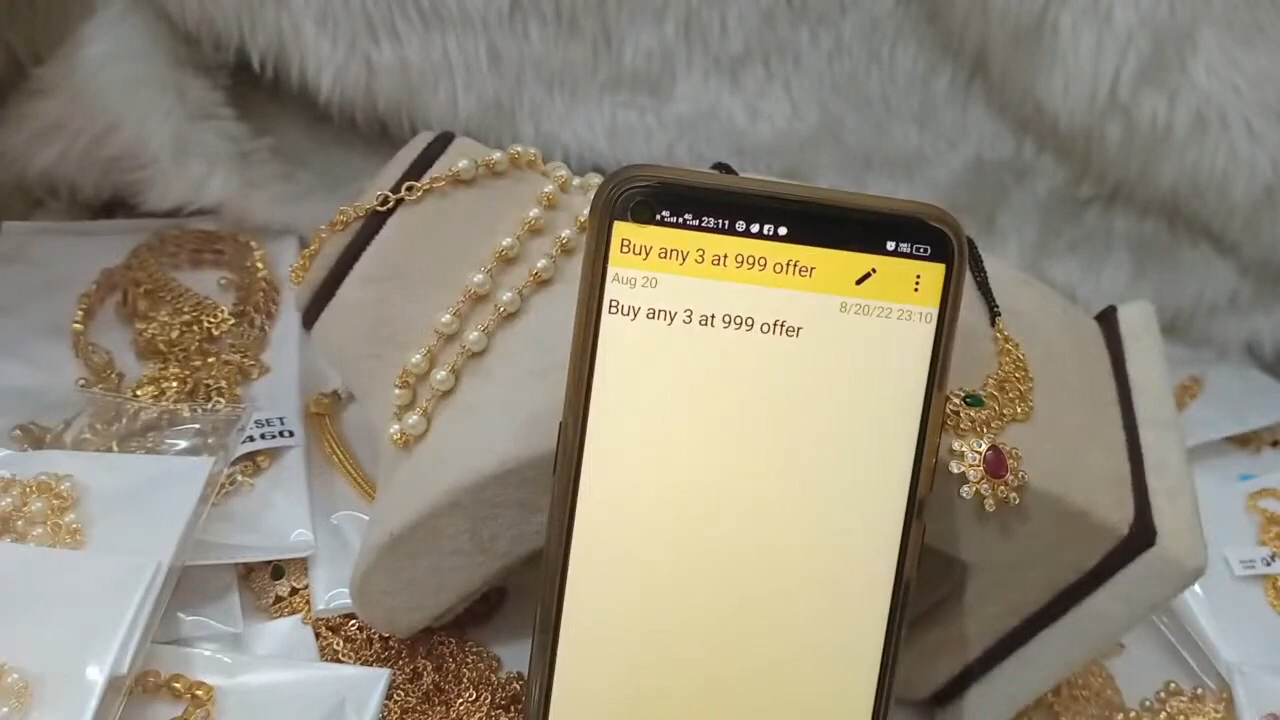 23:11
Buy any 3 at 999 offer
Aug 20
8/20/22 23:10
Buy any 3 at 999 offer
.SET
460